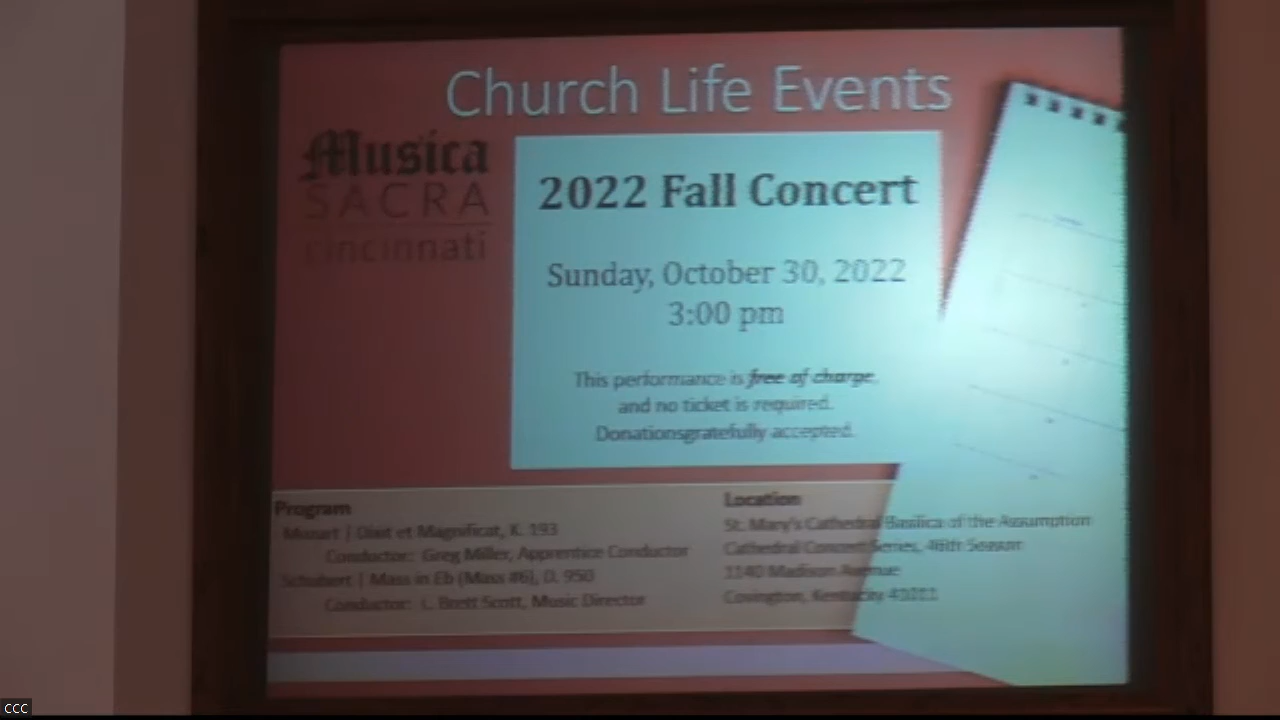 Church Life Events
Musica
SACRA
cincinnati
2022 Fall Concert
Sunday, October 30, 2022
3:00 pm
This performance is free of charge,
and no ticket is required.
Donationsgratefully accepted.
Program
Mozart | Dixit et Magnificat, K. 193
Conductor: Greg Miller, Apprentice Conductor
Schubert | Mass in Eb (Mass #6), D. 950
Conductor: L. Brett Scott, Music Director
Location
St. Mary's Cathedral Basilica of the Assumption
Cathedral Concert Series, 46th Season
1140 Madison Avenue
Covington, Kentucky 41011
ccc